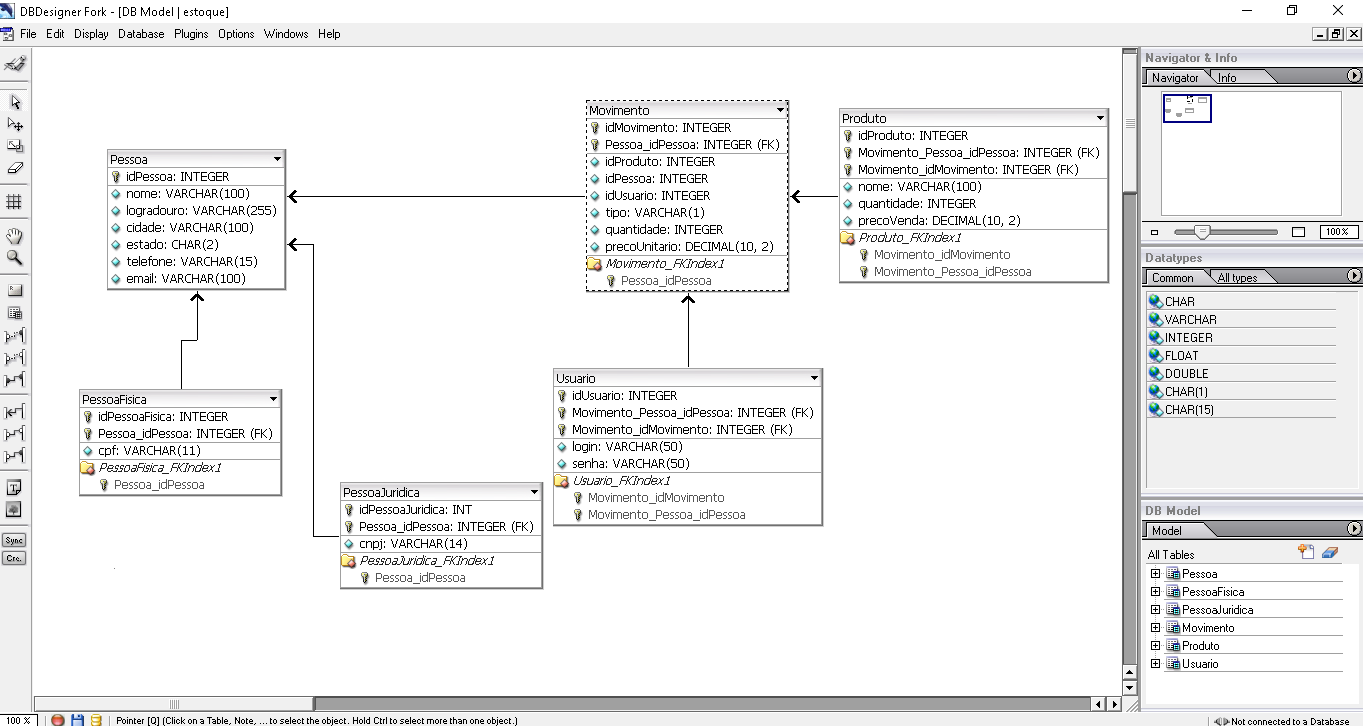 DBDesigner Fork - [DB Model | estoque]
File Edit Display Database Plugins Options Windows Help
Pessoa
idPessoa: INTEGER
nome: VARCHAR(100)
logradouro: VARCHAR(255)
cidade: VARCHAR(100)
estado: CHAR(2)
telefone: VARCHAR(15)
email: VARCHAR(100)
Movimento
idMovimento: INTEGER
Pessoa_idPessoa: INTEGER (FK)
idProduto: INTEGER
idPessoa: INTEGER
idUsuario: INTEGER
tipo: VARCHAR(1)
quantidade: INTEGER
precoUnitario: DECIMAL(10, 2)
Movimento_FKIndex1
Pessoa_idPessoa
Produto
idProduto: INTEGER
Movimento_Pessoa_idPessoa: INTEGER (FK)
Movimento_idMovimento: INTEGER (FK)
nome: VARCHAR(100)
quantidade: INTEGER
precoVenda: DECIMAL(10, 2)
Produto_FKIndex1
Movimento_idMovimento
Movimento_Pessoa_idPessoa
PessoaFisica
idPessoaFisica: INTEGER
Pessoa_idPessoa: INTEGER (FK)
cpf: VARCHAR(11)
PessoaFisica_FKIndex1
Pessoa_idPessoa
PessoaJuridica
idPessoaJuridica: INT
Pessoa_idPessoa: INTEGER (FK)
cnpj: VARCHAR(14)
PessoaJuridica_FKIndex1
Pessoa_idPessoa
Usuario
idUsuario: INTEGER
Movimento_Pessoa_idPessoa: INTEGER (FK)
Movimento_idMovimento: INTEGER (FK)
login: VARCHAR(50)
senha: VARCHAR(50)
Usuario_FKIndex1
Movimento_idMovimento
Movimento_Pessoa_idPessoa
Navigator & Info
Navigator Info
100%
Datatypes
Common All types
CHAR
VARCHAR
INTEGER
FLOAT
DOUBLE
CHAR(1)
CHAR(15)
DB Model
Model
All Tables
Pessoa
PessoaFisica
PessoaJuridica
Movimento
Produto
Usuario
Sync
Cre.
100 % Pointer [Q] (Click on a Table, Note, ... to select the object. Hold Ctrl to select more than one object.) Not connected to a Database